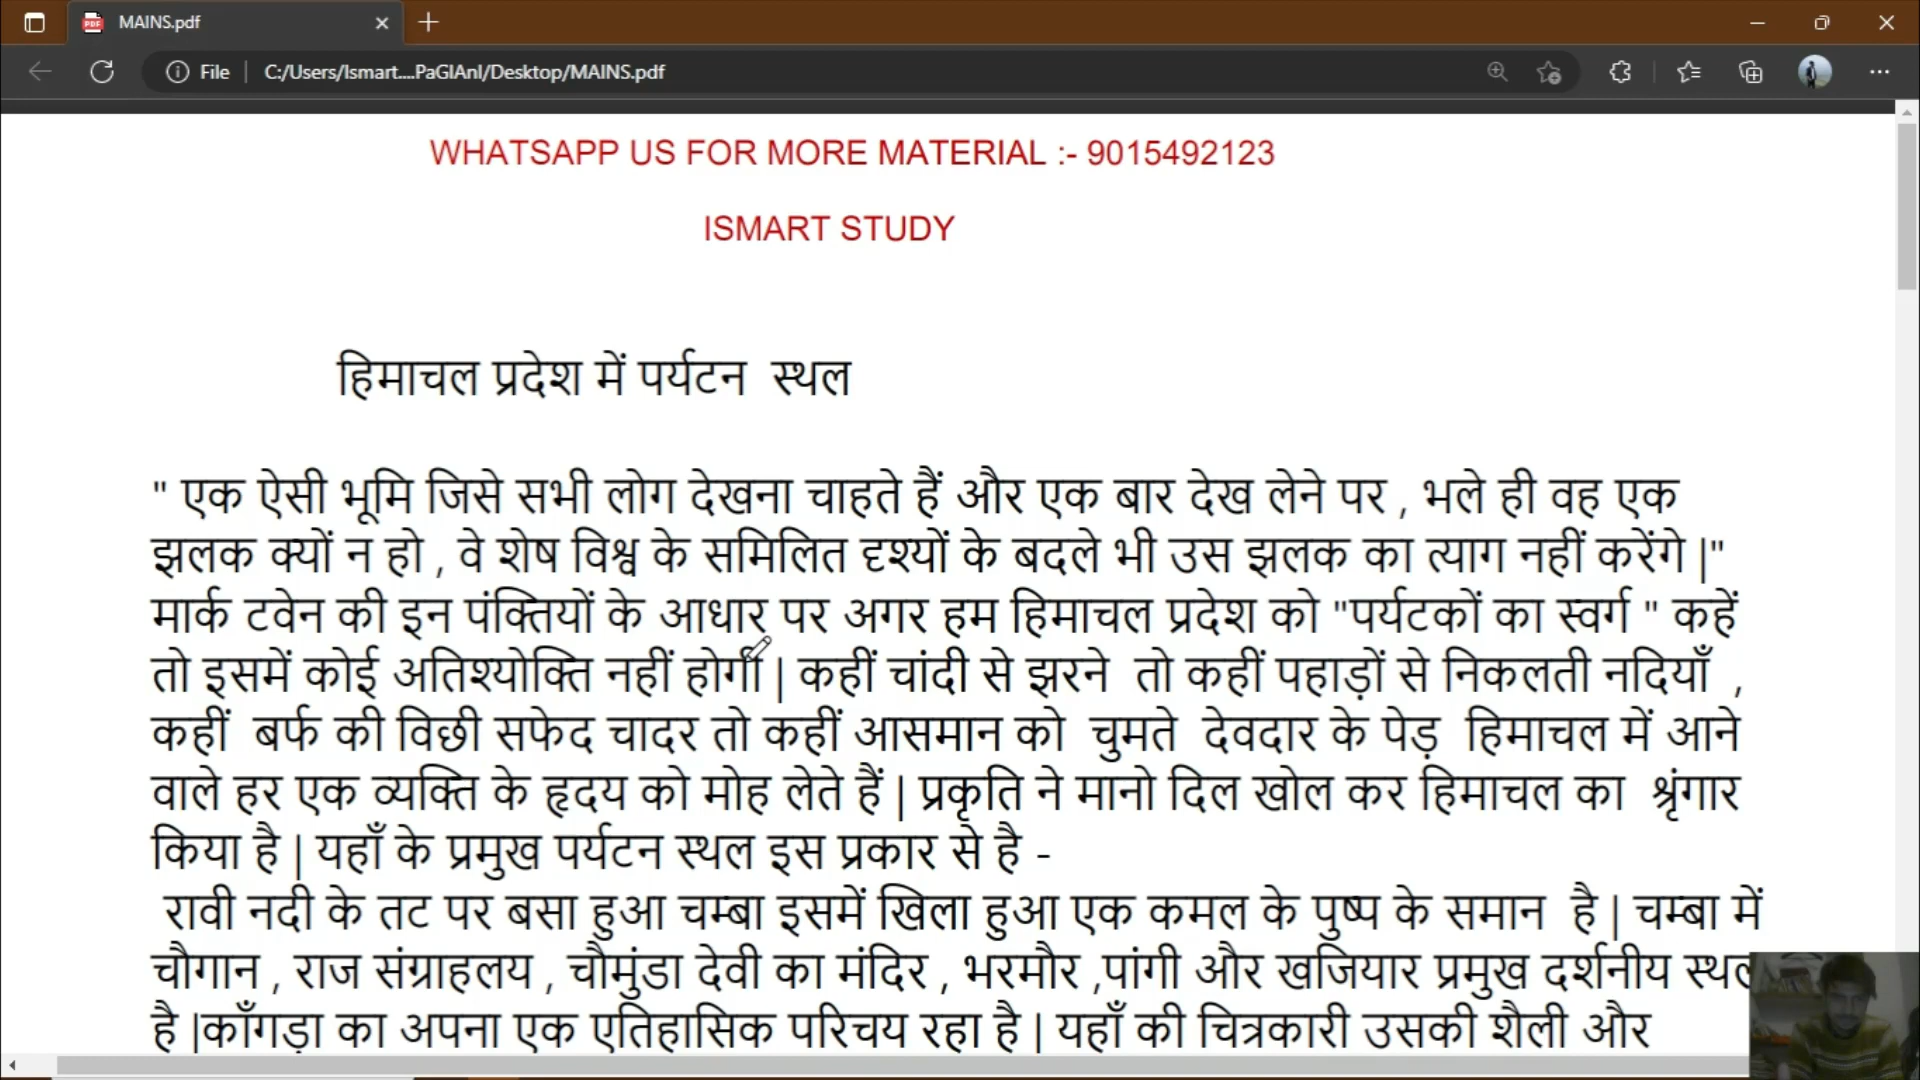 MAINS.pdf
File
C:/Users/Ismart....PaGlAnI/Desktop/MAINS.pdf
WHATSAPP US FOR MORE MATERIAL :- 9015492123
ISMART STUDY
हिमाचल प्रदेश में पर्यटन स्थल
" एक ऐसी भूमि जिसे सभी लोग देखना चाहते हैं और एक बार देख लेने पर , भले ही वह एक
झलक क्यों न हो , वे शेष विश्व के समिलित दृश्यों के बदले भी उस झलक का त्याग नहीं करेंगे |"
मार्क टवेन की इन पंक्तियों के आधार पर अगर हम हिमाचल प्रदेश को "पर्यटकों का स्वर्ग " कहें
तो इसमें कोई अतिश्योक्ति नहीं होगी | कहीं चांदी से झरने तो कहीं पहाड़ों से निकलती नदियाँ ,
कहीं बर्फ की विछी सफेद चादर तो कहीं आसमान को चुमते देवदार के पेड़ हिमाचल में आने
वाले हर एक व्यक्ति के हृदय को मोह लेते हैं | प्रकृति ने मानो दिल खोल कर हिमाचल का श्रृंगार
किया है | यहाँ के प्रमुख पर्यटन स्थल इस प्रकार से है -
रावी नदी के तट पर बसा हुआ चम्बा इसमें खिला हुआ एक कमल के पुष्प के समान है | चम्बा में
चौगान , राज संग्राहलय , चौमुंडा देवी का मंदिर , भरमौर ,पांगी और खजियार प्रमुख दर्शनीय स्थल
है |काँगड़ा का अपना एक एतिहासिक परिचय रहा है | यहाँ की चित्रकारी उसकी शैली और